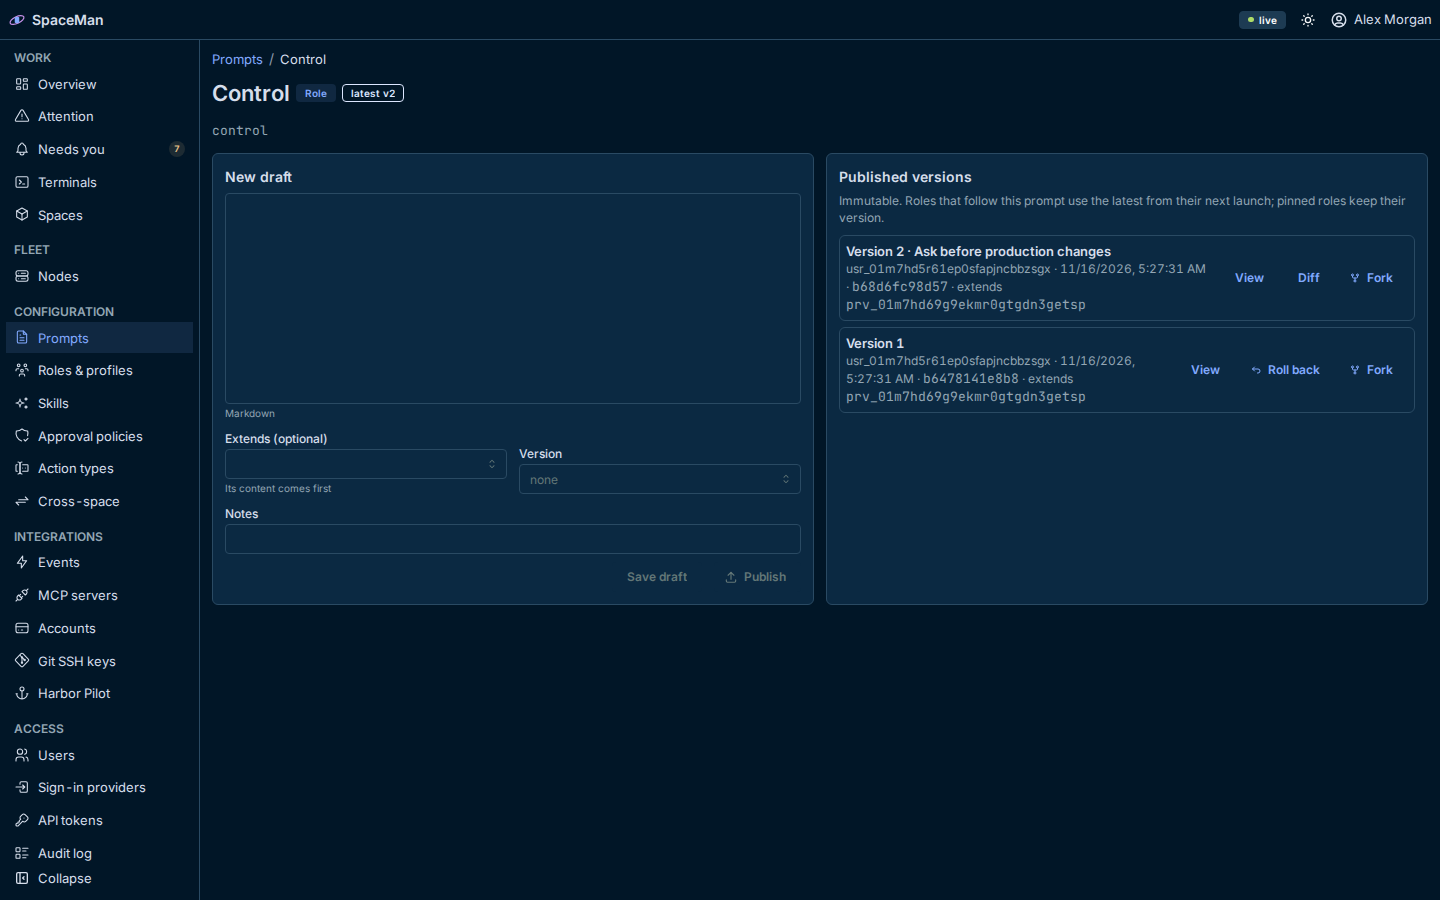 SpaceMan
live
Alex Morgan
WORK
Overview
Attention
Needs you
7
Terminals
Spaces
FLEET
Nodes
CONFIGURATION
Prompts
Roles & profiles
Skills
Approval policies
Action types
Cross-space
INTEGRATIONS
Events
MCP servers
Accounts
Git SSH keys
Harbor Pilot
ACCESS
Users
Sign-in providers
API tokens
Audit log
Collapse
Prompts / Control
Control Role latest v2
control
New draft
Markdown
Extends (optional)
Its content comes first
Version
none
Notes
Save draft
Publish
Published versions
Immutable. Roles that follow this prompt use the latest from their next launch; pinned roles keep their
version.
Version 2 · Ask before production changes
usr_01m7hd5r61ep0sfapjncbbzsgx · 11/16/2026, 5:27:31 AM
· b68d6fc98d57 · extends
prv_01m7hd69g9ekmr0gtgdn3getsp
View
Diff
Fork
Version 1
usr_01m7hd5r61ep0sfapjncbbzsgx · 11/16/2026,
5:27:31 AM · b6478141e8b8 · extends
prv_01m7hd69g9ekmr0gtgdn3getsp
View
Roll back
Fork